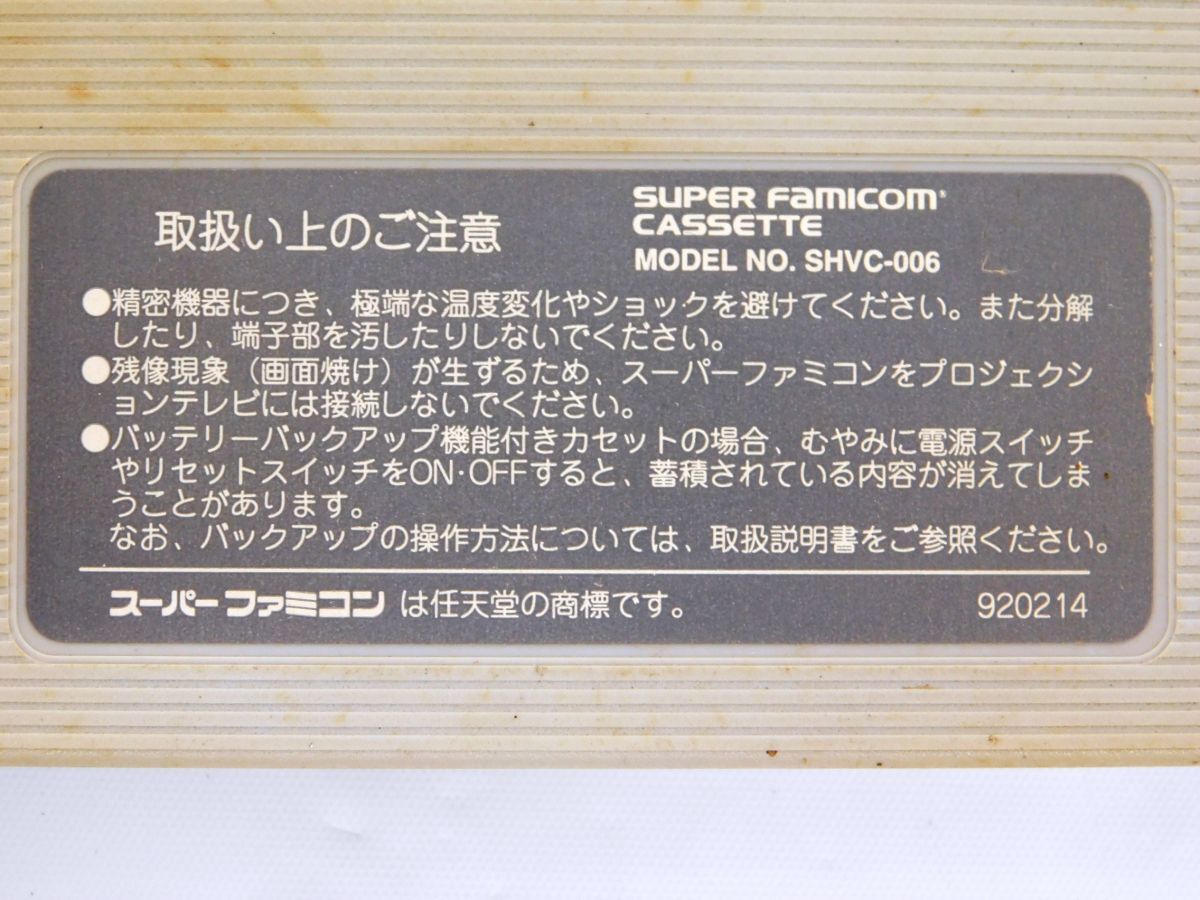 取扱い上のご注意
SUPER Famicom®
CASSETTE
MODEL NO. SHVC-006
●精密機器につき、極端な温度変化やショックを避けてください。また分解
したり、端子部を汚したりしないでください。
●残像現象（画面焼け）が生ずるため、スーパーファミコンをプロジェクシ
ョンテレビには接続しないでください。
●バッテリーバックアップ機能付きカセットの場合、むやみに電源スイッチ
やリセットスイッチをON・OFFすると、蓄積されている内容が消えてしま
うことがあります。
なお、バックアップの操作方法については、取扱説明書をご参照ください。
スーパーファミコン は任天堂の商標です。
920214